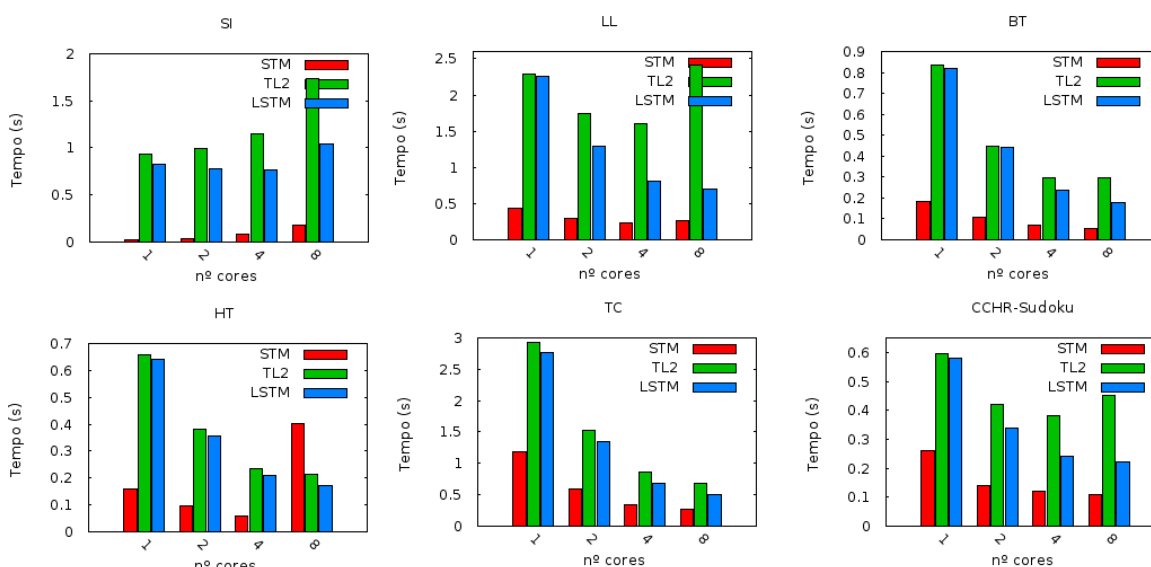 SI
2
1.5
1
0.5
0
Tempo (s)
STM
TL2
LSTM
1 2 4 8
nº cores
LL
2.5
2
1.5
1
0.5
0
Tempo (s)
STM
TL2
LSTM
1 2 4 8
nº cores
BT
0.9
0.8
0.7
0.6
0.5
0.4
0.3
0.2
0.1
0
Tempo (s)
STM
TL2
LSTM
1 2 4 8
nº cores
HT
0.7
0.6
0.5
0.4
0.3
0.2
0.1
0
Tempo (s)
STM
TL2
LSTM
1 2 4 8
nº cores
TC
3
2.5
2
1.5
1
0.5
0
Tempo (s)
STM
TL2
LSTM
1 2 4 8
nº cores
CCHR-Sudoku
0.6
0.5
0.4
0.3
0.2
0.1
0
Tempo (s)
STM
TL2
LSTM
1 2 4 8
nº cores